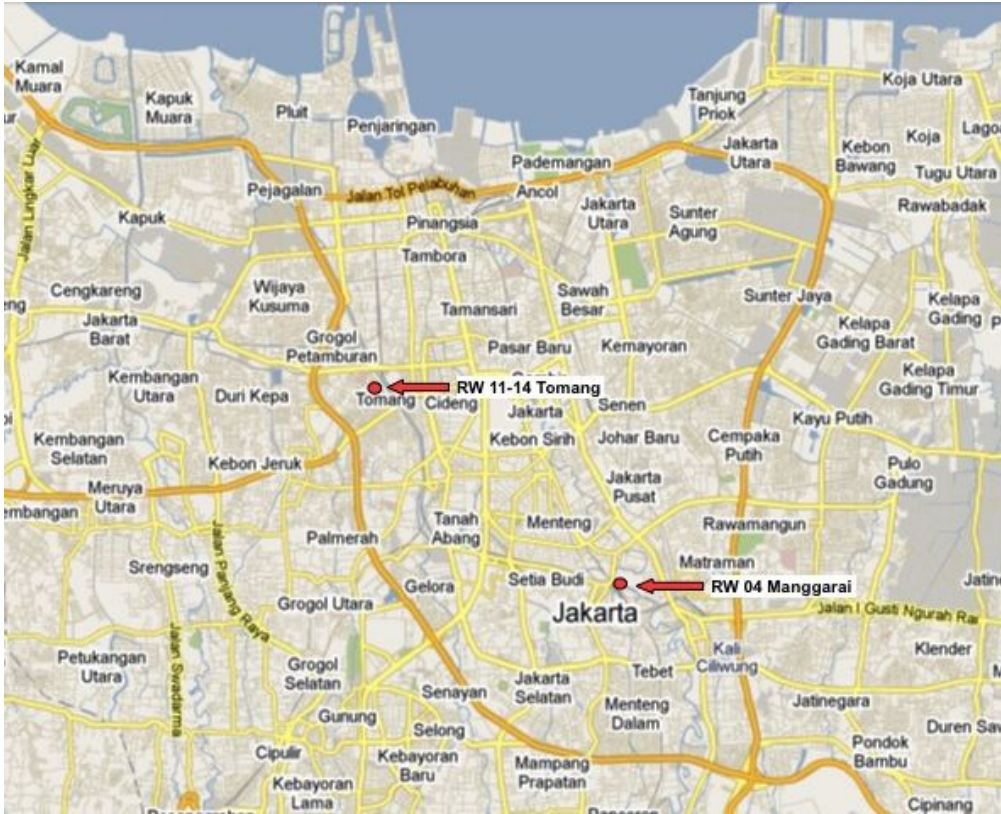 Kamal
Muara
Kapuk
Muara
Pluit
Penjaringan
Tanjung
Priok
Koja Utara
Koja
Lago
Kebon
Bawang
Tugu Utara
Rawabadak
Jakarta
Utara
Pademangan
Ancol
Jalan Tol Pelabuhan
Pejagalan
Jalan Lingkar Luar
Kapuk
Pinangsia
Jakarta
Utara
Sunter
Agung
Tambora
Cengkareng
Wijaya
Kusuma
Tamansari
Sawah
Besar
Sunter Jaya
Kelapa
Gading
Jakarta
Barat
Grogol
Petamburan
Pasar Baru
Kemayoran
Kelapa
Gading Barat
Kelapa
Gading Timur
Kembangan
Utara
Duri Kepa
Tomang
RW 11-14 Tomang
Cideng
Jakarta
Senen
Kayu Putih
Kembangan
Selatan
Kebon Jeruk
Kebon Sirih
Johar Baru
Cempaka
Putih
Pulo
Gadung
Meruya
Utara
embangan
Jakarta
Pusat
Palmerah
Tanah
Abang
Menteng
Rawamangun
Matraman
Srengseng
Jalan Panjang Raya
Gelora
Setia Budi
RW 04 Manggarai
Jatine
Grogol Utara
Jakarta
Jalan I Gusti Ngurah Rai
Jalan Swadarma
Petukangan
Utara
Grogol
Selatan
Senayan
Jakarta
Selatan
Tebet
Kali
Ciliwung
Klender
Menteng
Dalam
Jatinegara
Gunung
Selong
Duren Saw
Cipulir
Kebayoran
Baru
Mampang
Prapatan
Pondok
Bambu
Kebayoran
Lama
Cipinang